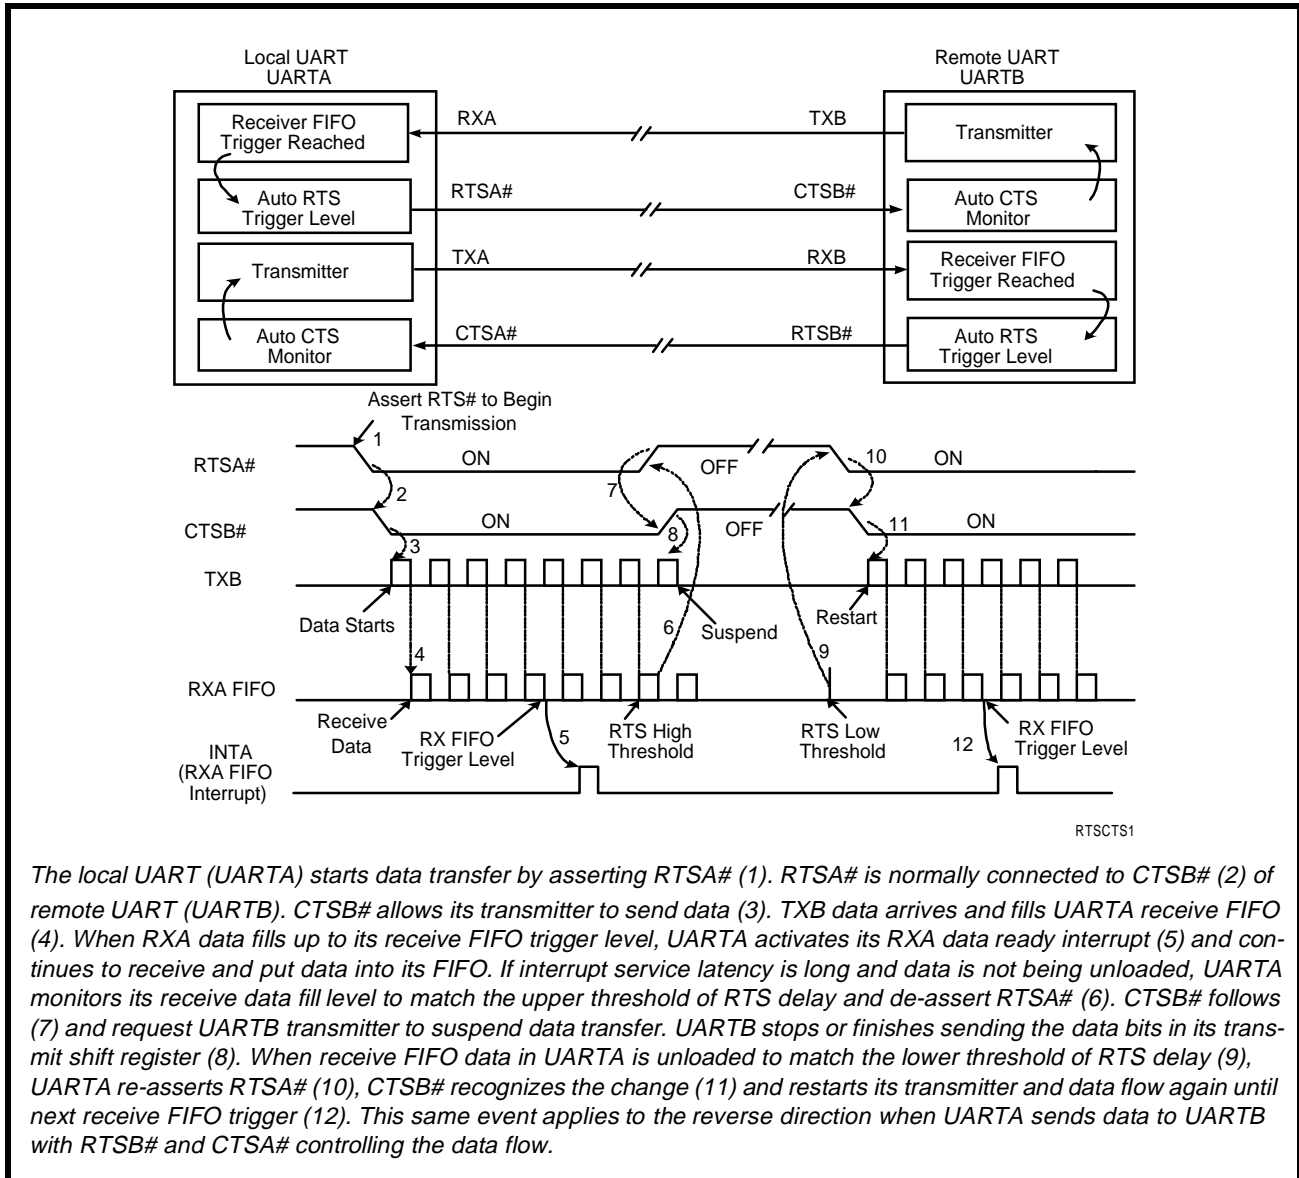 Local UART
UARTA
Remote UART
UARTB
Receiver FIFO
Trigger Reached
RXA
TXB
Transmitter
Auto RTS
Trigger Level
RTSA#
CTSB#
Auto CTS
Monitor
Transmitter
TXA
RXB
Receiver FIFO
Trigger Reached
Auto CTS
Monitor
CTSA#
RTSB#
Auto RTS
Trigger Level
Assert RTS# to Begin
Transmission
1
RTSA#
ON
7
OFF
10
ON
2
CTSB#
ON
8
OFF
11
ON
3
TXB
Data Starts
6
Suspend
Restart
4
9
RXA FIFO
Receive
Data
RX FIFO
Trigger Level
5
RTS High
Threshold
RTS Low
Threshold
12
RX FIFO
Trigger Level
INTA
(RXA FIFO
Interrupt)
RTSCTS1
The local UART (UARTA) starts data transfer by asserting RTSA# (1). RTSA# is normally connected to CTSB# (2) of
remote UART (UARTB). CTSB# allows its transmitter to send data (3). TXB data arrives and fills UARTA receive FIFO
(4). When RXA data fills up to its receive FIFO trigger level, UARTA activates its RXA data ready interrupt (5) and con-
tinues to receive and put data into its FIFO. If interrupt service latency is long and data is not being unloaded, UARTA
monitors its receive data fill level to match the upper threshold of RTS delay and de-assert RTSA# (6). CTSB# follows
(7) and request UARTB transmitter to suspend data transfer. UARTB stops or finishes sending the data bits in its trans-
mit shift register (8). When receive FIFO data in UARTA is unloaded to match the lower threshold of RTS delay (9),
UARTA re-asserts RTSA# (10), CTSB# recognizes the change (11) and restarts its transmitter and data flow again until
next receive FIFO trigger (12). This same event applies to the reverse direction when UARTA sends data to UARTB
with RTSB# and CTSA# controlling the data flow.